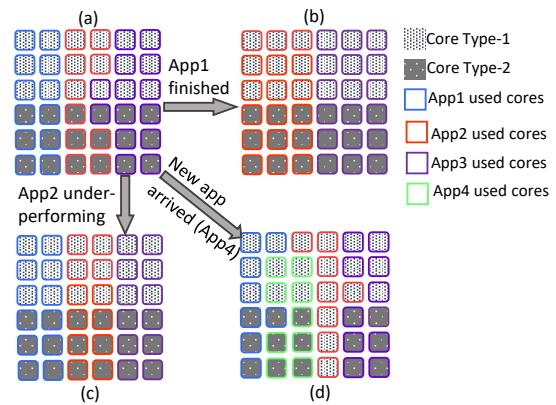 (a)
(b)
App1
finished
Core Type-1
Core Type-2
App1 used cores
App2 used cores
App3 used cores
App4 used cores
App2 under-
performing
New app
arrived (App4)
(c)
(d)